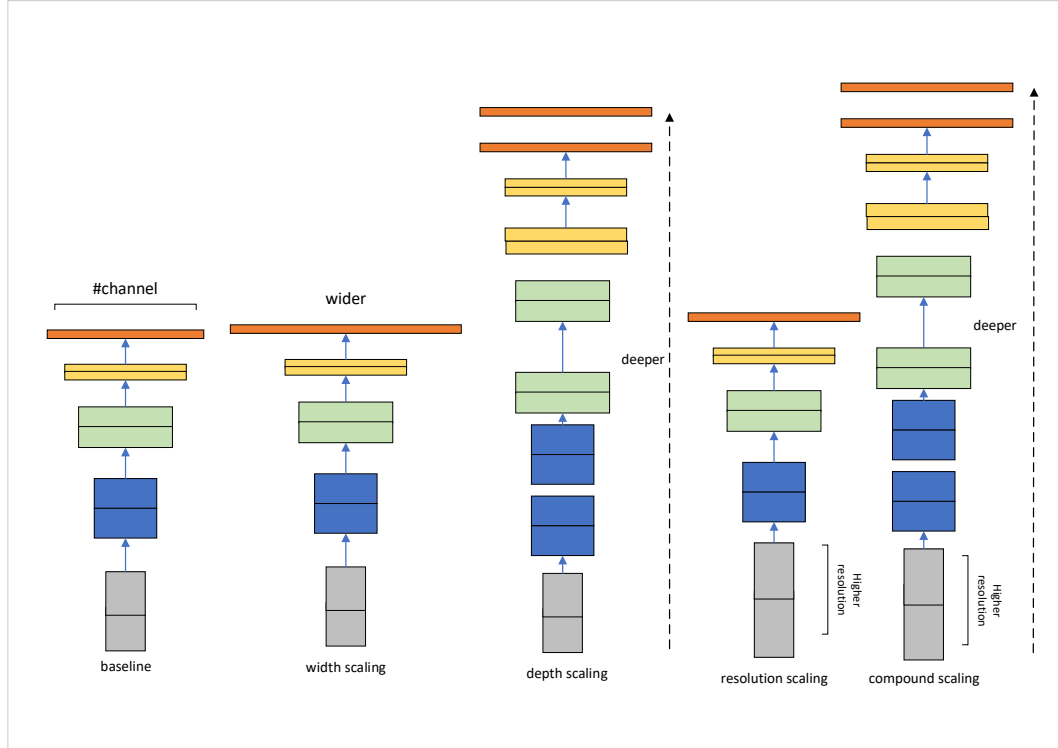 #channel
wider
deeper
deeper
Higher
resolution
Higher
resolution
baseline
width scaling
depth scaling
resolution scaling
compound scaling